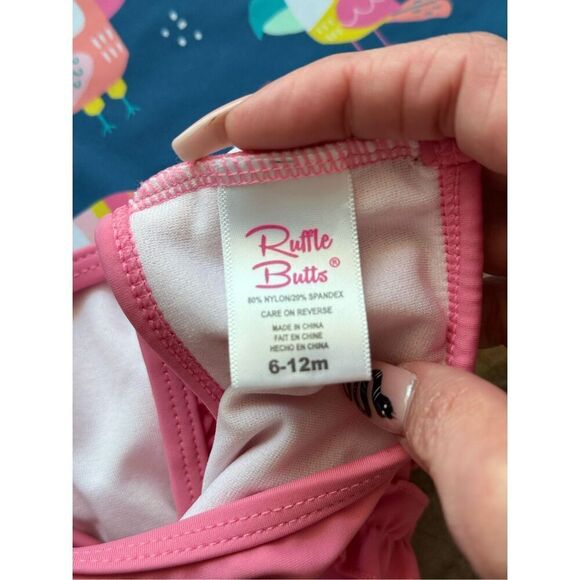 Ruffle
Butts®
80% NYLON/20% SPANDEX
CARE ON REVERSE
MADE IN CHINA
FAIT EN CHINE
HECHO EN CHINA
6-12m